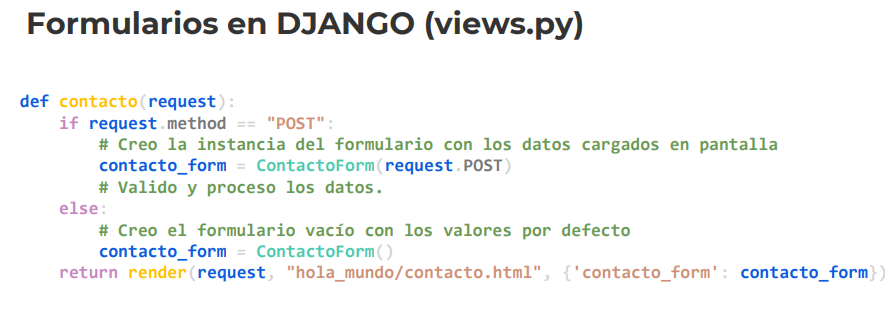 Formularios en DJANGO (views.py)
def contacto(request):
    if request.method == "POST":
        # Creo la instancia del formulario con los datos cargados en pantalla
        contacto_form = ContactoForm(request.POST)
        # Valido y proceso los datos.
    else:
        # Creo el formulario vacío con los valores por defecto
        contacto_form = ContactoForm()
    return render(request, "hola_mundo/contacto.html", {'contacto_form': contacto_form})